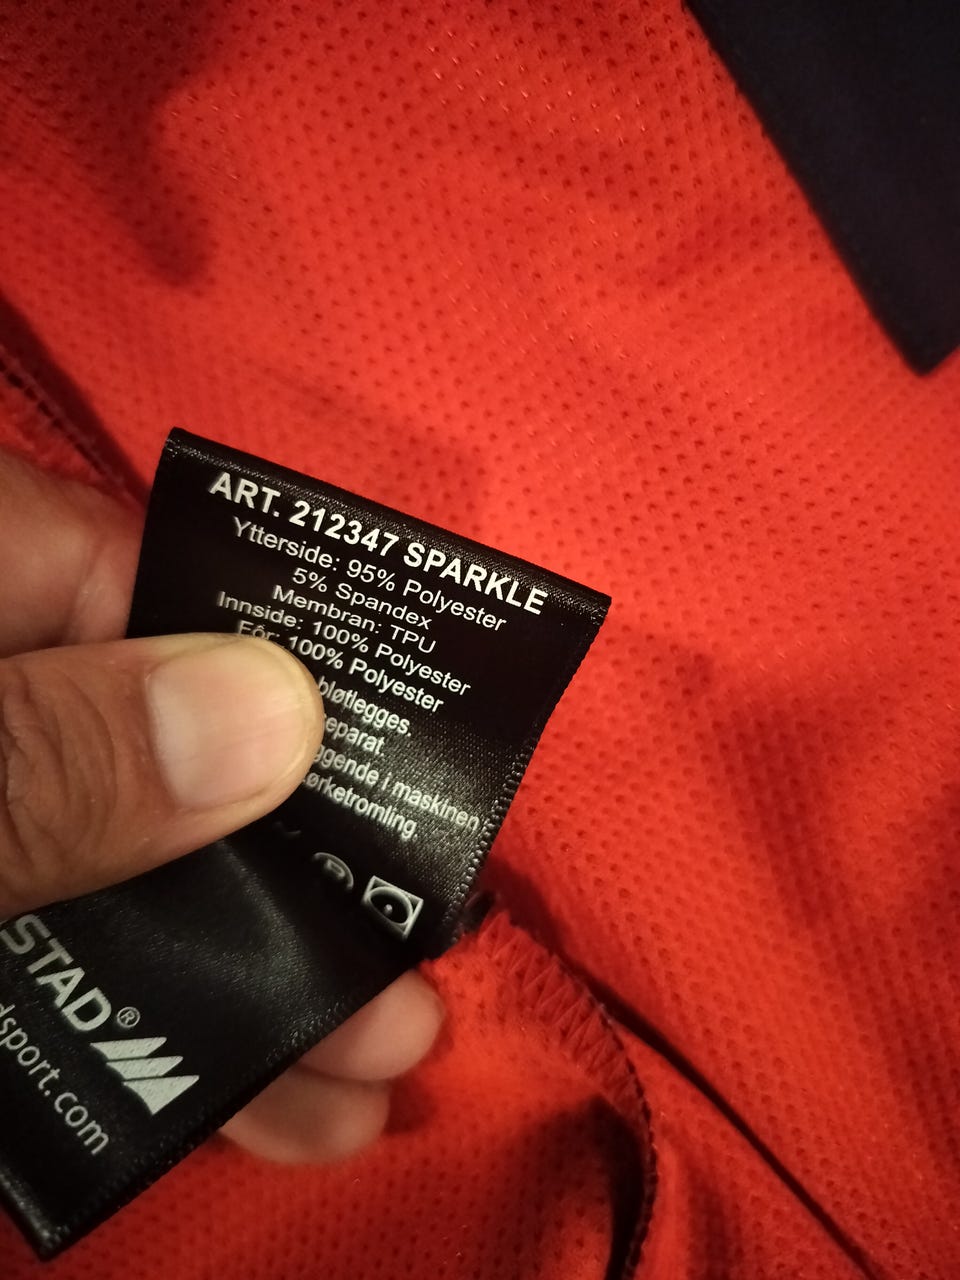 ART. 212347 SPARKLE
Ytterside: 95% Polyester
5% Spandex
Membran: TPU
Innside: 100% Polyester
Fôr: 100% Polyester
bløtlegges.
eparat
ggende i maskinen
ørketromling
P
STAD®
dsport.com